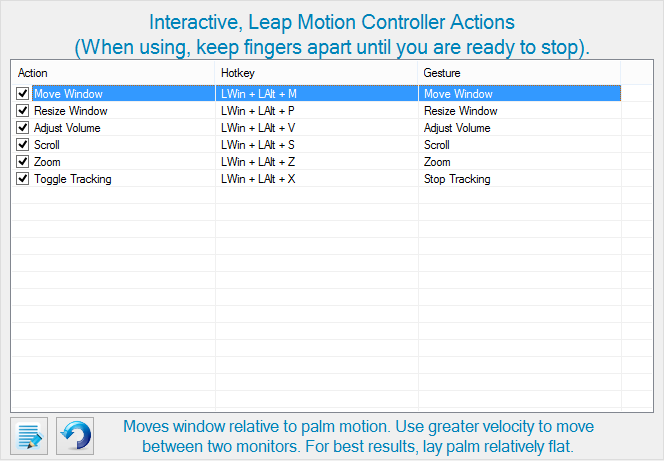 Interactive, Leap Motion Controller Actions
(When using, keep fingers apart until you are ready to stop).
Action Hotkey Gesture
Move Window LWin + LAlt + M Move Window
Resize Window LWin + LAlt + P Resize Window
Adjust Volume LWin + LAlt + V Adjust Volume
Scroll LWin + LAlt + S Scroll
Zoom LWin + LAlt + Z Zoom
Toggle Tracking LWin + LAlt + X Stop Tracking
Moves window relative to palm motion. Use greater velocity to move
between two monitors. For best results, lay palm relatively flat.